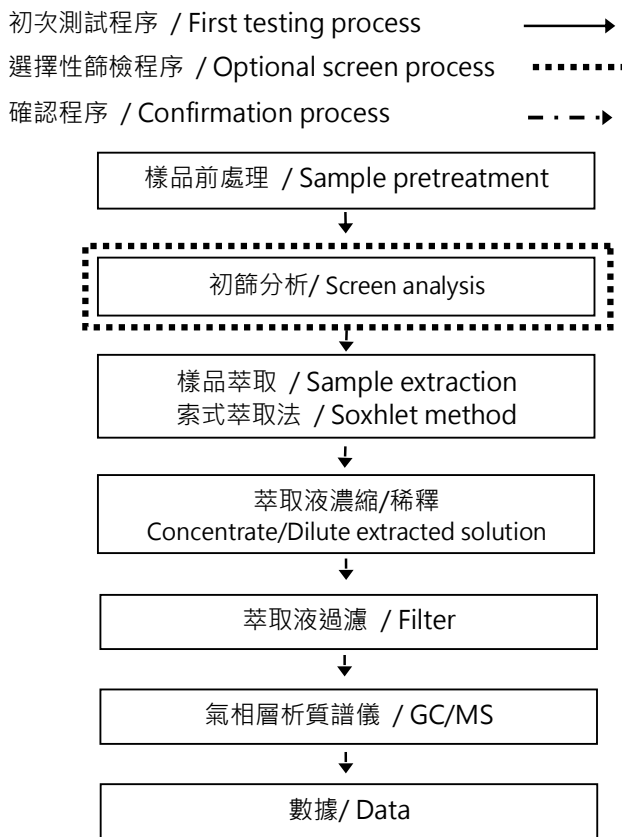 初次測試程序 / First testing process
選擇性篩檢程序 / Optional screen process
確認程序 / Confirmation process
樣品前處理 / Sample pretreatment
初篩分析/ Screen analysis
樣品萃取 / Sample extraction
索式萃取法 / Soxhlet method
萃取液濃縮/稀釋
Concentrate/Dilute extracted solution
萃取液過濾 / Filter
氣相層析質譜儀 / GC/MS
數據/ Data